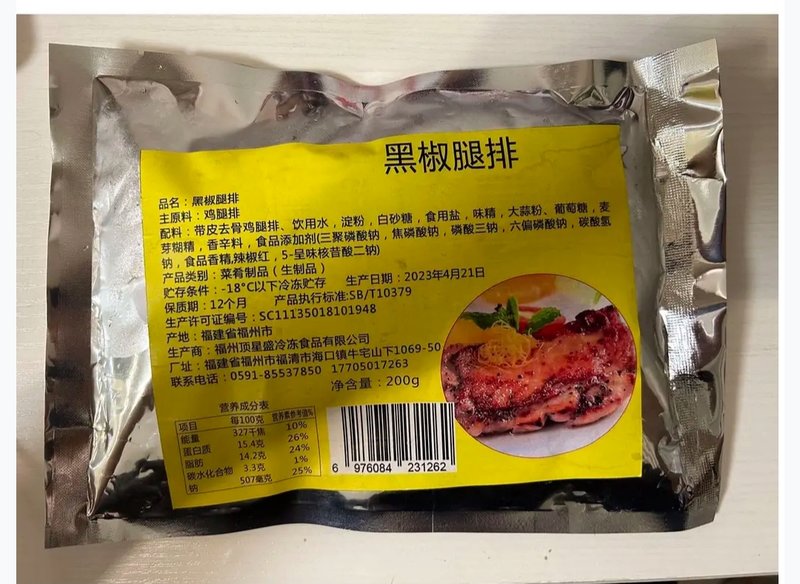 黑椒腿排
品名：黑椒腿排
主原料：鸡腿排
配料：带皮去骨鸡腿排、饮用水，淀粉，白砂糖，食用盐，味精，大蒜粉、葡萄糖，麦
芽糊精，香辛料，食品添加剂(三聚磷酸钠，焦磷酸钠，磷酸三钠，六偏磷酸钠，碳酸氢
钠，食品香精,辣椒红，5-呈味核苷酸二钠)
产品类别：菜肴制品（生制品）
贮存条件：-18°C以下冷冻贮存 生产日期：2023年4月21日
保质期：12个月 产品执行标准:SB/T10379
生产许可证编号：SC11135018101948
产地：福建省福州市
生产商：福州顶星盛冷冻食品有限公司
厂址：福建省福州市福清市海口镇牛宅山下1069-50
联系电话：0591-85537850 17705017263
净含量：200g
营养成分表
项目 每100克 营养素参考值%
能量 327千焦 10%
蛋白质 15.4克 26%
脂肪 14.2克 24%
碳水化合物 3.3克 1%
钠 507毫克 25%
6 976084 231262